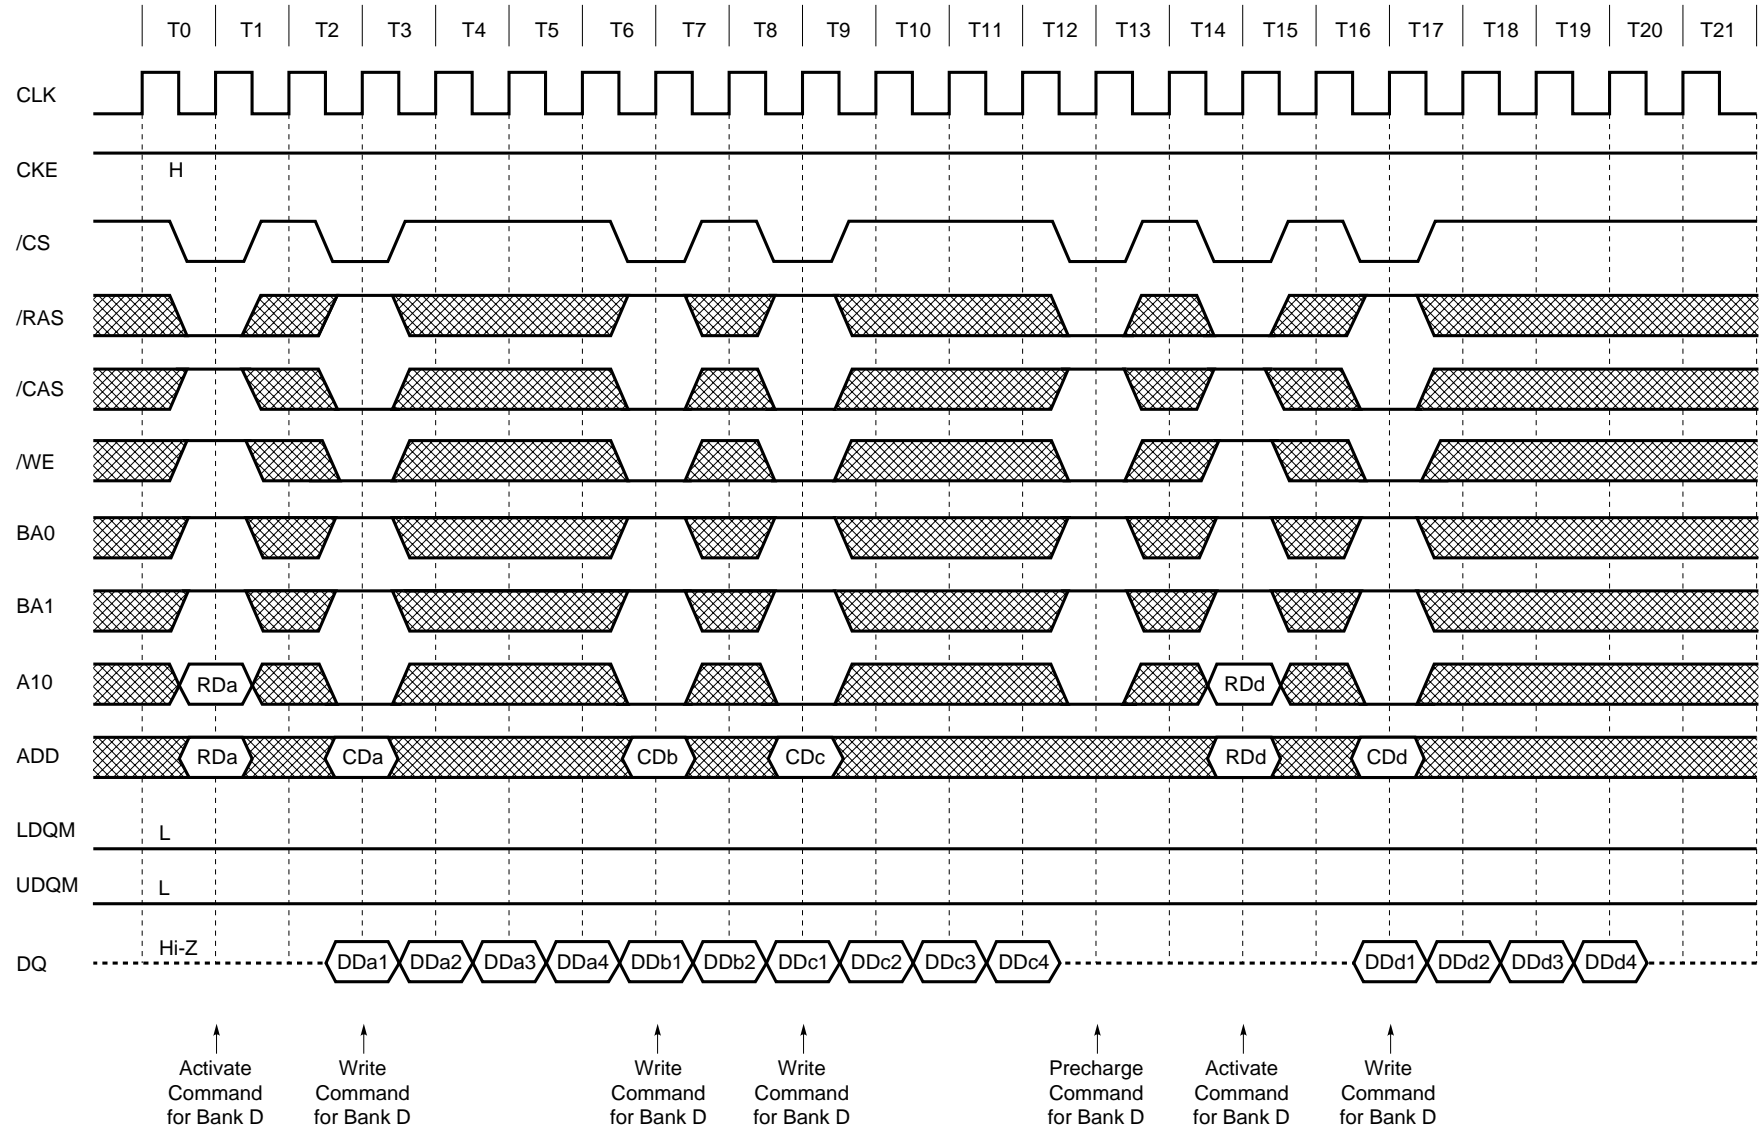 T0 T1 T2 T3 T4 T5 T6 T7 T8 T9 T10 T11 T12 T13 T14 T15 T16 T17 T18 T19 T20 T21
CLK
CKE H
/CS
/RAS
/CAS
/WE
BA0
BA1
A10 RDa RDd
ADD RDa CDa CDb CDc RDd CDd
LDQM L
UDQM L
DQ Hi-Z DDa1 DDa2 DDa3 DDa4 DDb1 DDb2 DDc1 DDc2 DDc3 DDc4 DDd1 DDd2 DDd3 DDd4
Activate
Command
for Bank D
Write
Command
for Bank D
Write
Command
for Bank D
Write
Command
for Bank D
Precharge
Command
for Bank D
Activate
Command
for Bank D
Write
Command
for Bank D